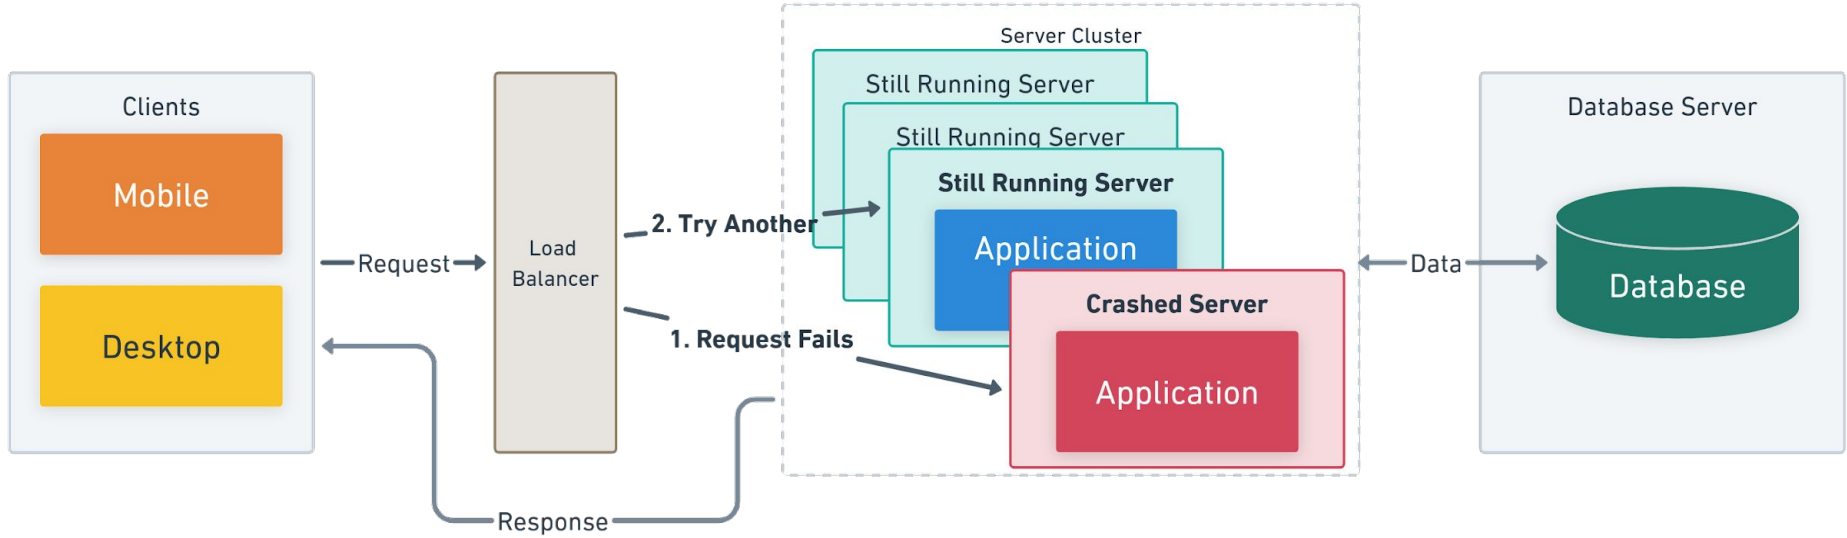 Clients
Mobile
Desktop
Request
Load
Balancer
2. Try Another
1. Request Fails
Server Cluster
Still Running Server
Still Running Server
Still Running Server
Application
Crashed Server
Application
Data
Database Server
Database
Response